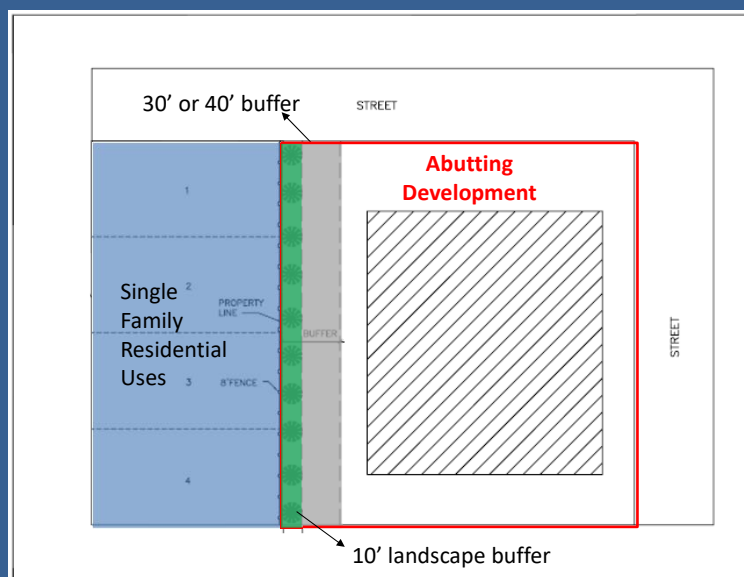 30' or 40' buffer
STREET
Abutting
Development
1
2
Single
Family
Residential
Uses
PROPERTY
LINE
BUFFER
STREET
3
8'FENCE
4
10' landscape buffer